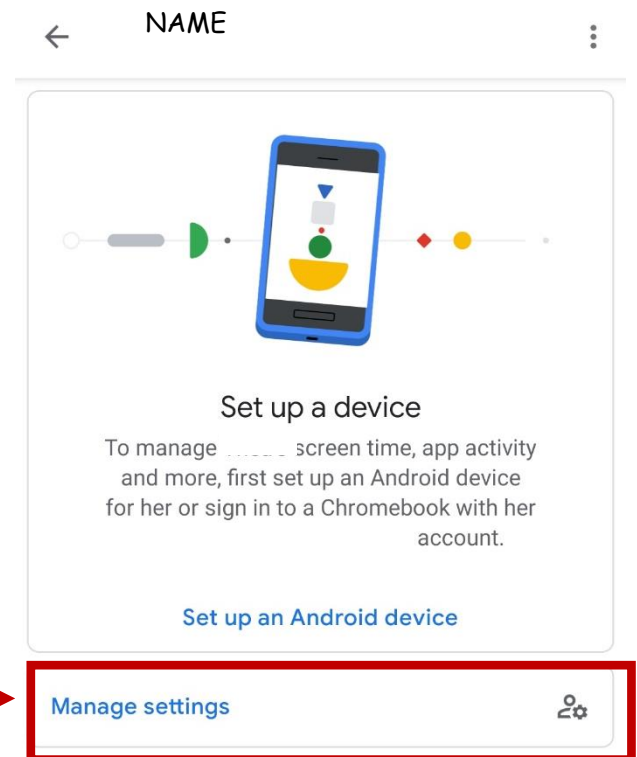 NAME
Set up a device
To manage screen time, app activity
and more, first set up an Android device
for her or sign in to a Chromebook with her
account.
Set up an Android device
Manage settings